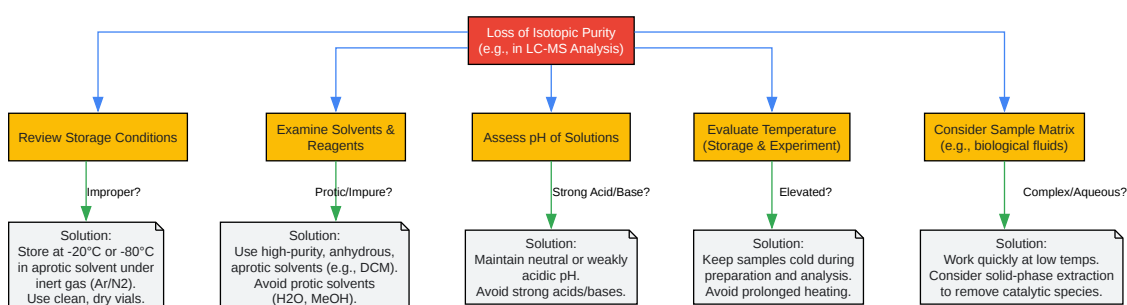 Loss of Isotopic Purity
(e.g., in LC-MS Analysis)
Review Storage Conditions
Examine Solvents &
Reagents
Assess pH of Solutions
Evaluate Temperature
(Storage & Experiment)
Consider Sample Matrix
(e.g., biological fluids)
Improper?
Protic/Impure?
Strong Acid/Base?
Elevated?
Complex/Aqueous?
Solution:
Store at -20°C or -80°C
in aprotic solvent under
inert gas (Ar/N2).
Use clean, dry vials.
Solution:
Use high-purity, anhydrous,
aprotic solvents (e.g., DCM).
Avoid protic solvents
(H2O, MeOH).
Solution:
Maintain neutral or weakly
acidic pH.
Avoid strong acids/bases.
Solution:
Keep samples cold during
preparation and analysis.
Avoid prolonged heating.
Solution:
Work quickly at low temps.
Consider solid-phase extraction
to remove catalytic species.